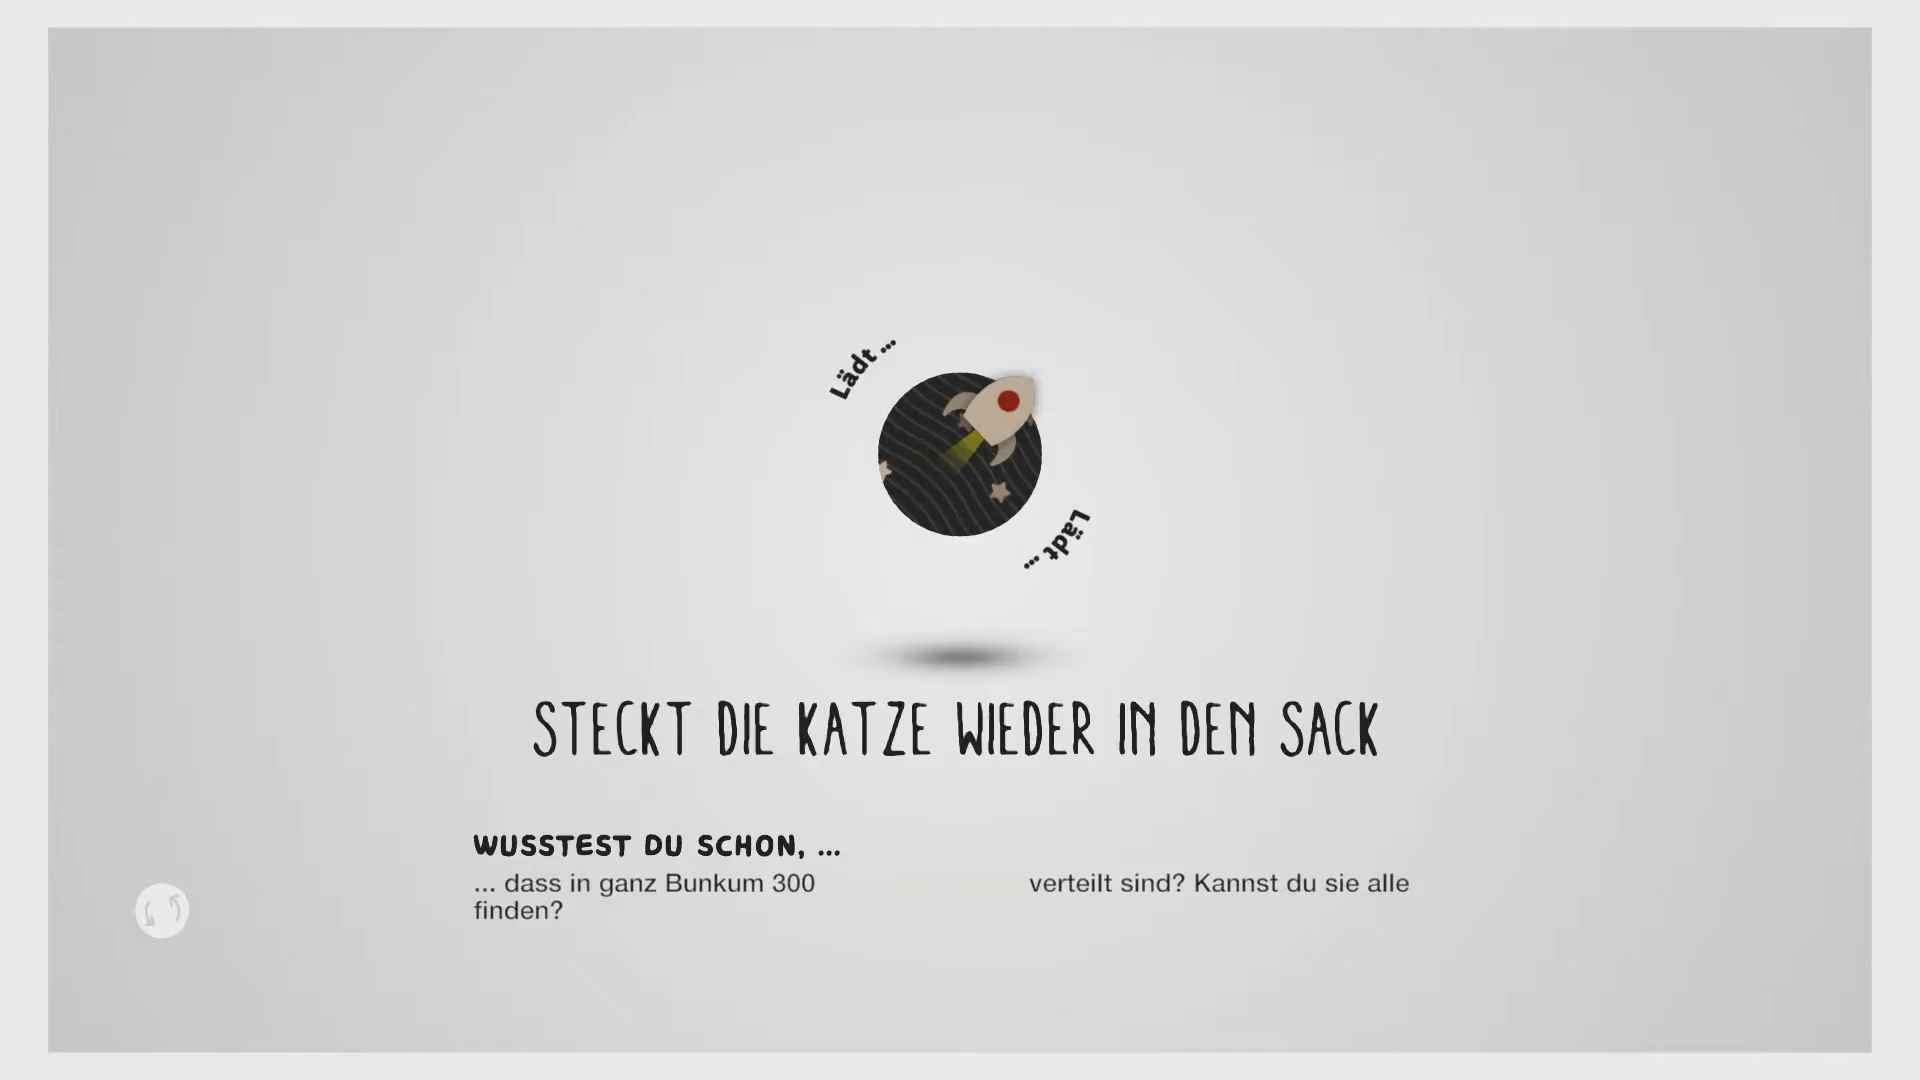 Lädt ...
Lädt ...
STECKT DIE KATZE WIEDER IN DEN SACK
WUSSTEST DU SCHON, ...
... dass in ganz Bunkum 300 verteilt sind? Kannst du sie alle
finden?